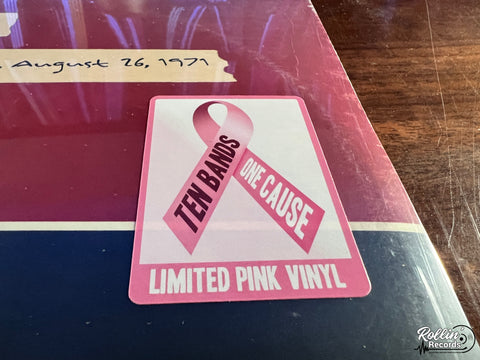 August 26, 1971
TEN BANDS
ONE CAUSE
LIMITED PINK VINYL
Rollin'
Records